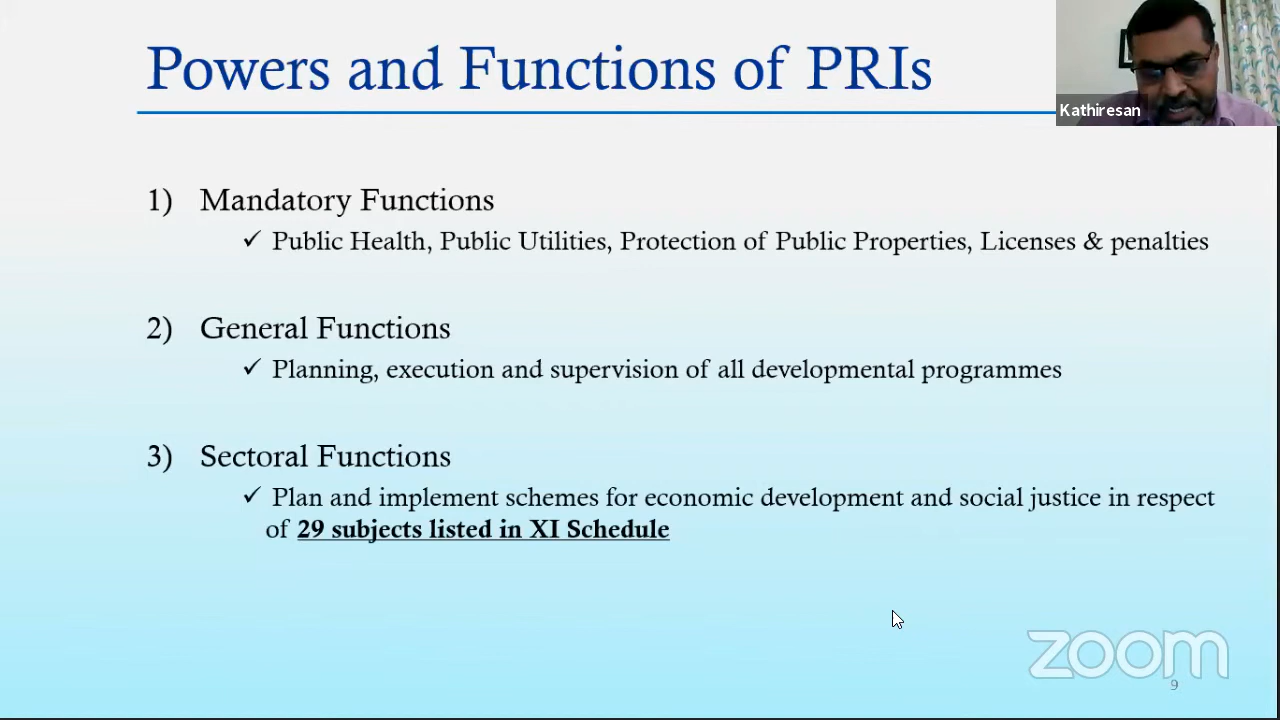 Powers and Functions of PRIs
Kathiresan
1) Mandatory Functions
✓ Public Health, Public Utilities, Protection of Public Properties, Licenses & penalties
2) General Functions
✓ Planning, execution and supervision of all developmental programmes
3) Sectoral Functions
✓ Plan and implement schemes for economic development and social justice in respect
of 29 subjects listed in XI Schedule
zoom
9